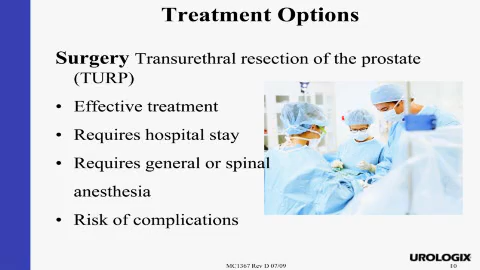 Treatment Options
Surgery Transurethral resection of the prostate
(TURP)
• Effective treatment
• Requires hospital stay
• Requires general or spinal
anesthesia
• Risk of complications
MC1367 Rev D 07/09
UROLOGIX
10